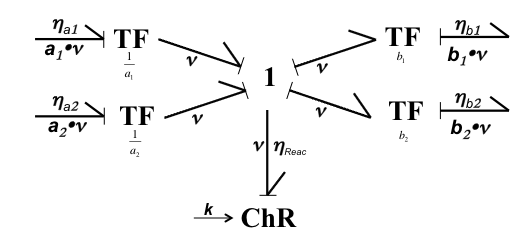 ηa1 TF a1•ν 1 a1 ν
ηa2 TF a2•ν 1 a2 ν
1
ν TF b1 ηb1 b1•ν
ν TF b2 ηb2 b2•ν
ν ηReac
k ChR